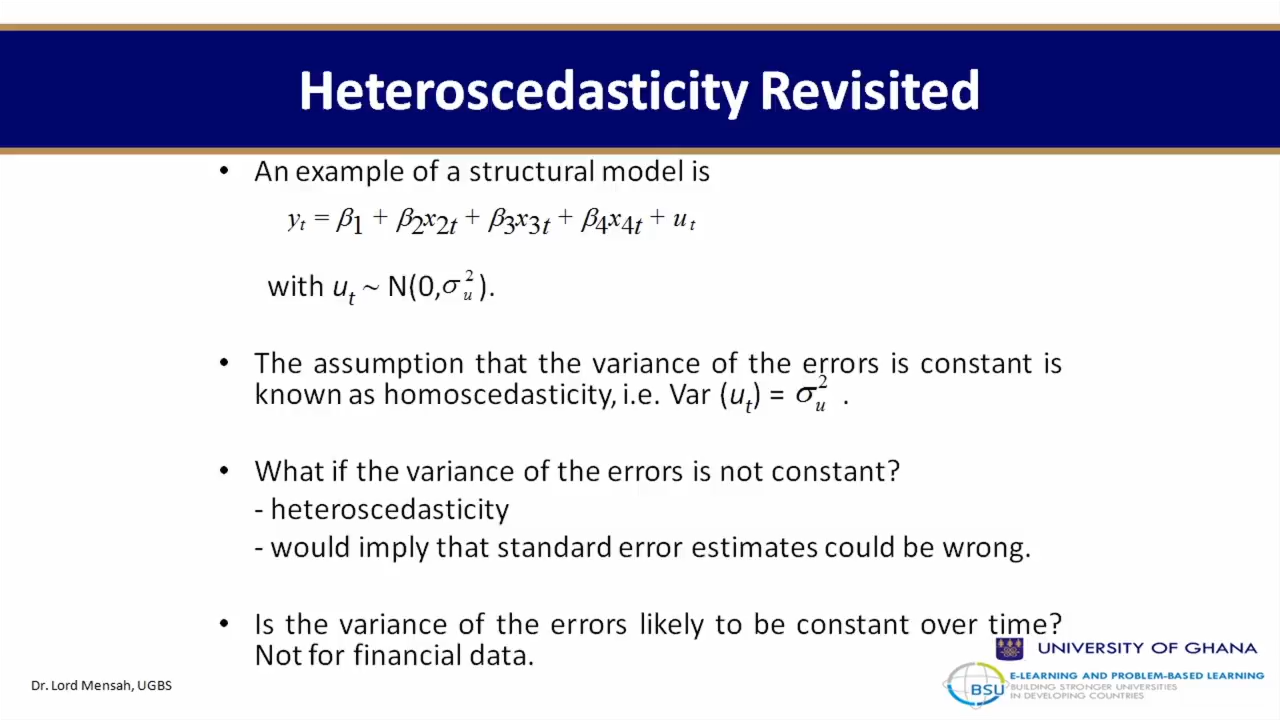 Heteroscedasticity Revisited
• An example of a structural model is
yₜ = β₁ + β₂x₂ₜ + β₃x₃ₜ + β₄x₄ₜ + uₜ
with uₜ ~ N(0,σᵤ²).
• The assumption that the variance of the errors is constant is
known as homoscedasticity, i.e. Var (uₜ) = σᵤ² .
• What if the variance of the errors is not constant?
- heteroscedasticity
- would imply that standard error estimates could be wrong.
• Is the variance of the errors likely to be constant over time?
Not for financial data.
UNIVERSITY OF GHANA
Dr. Lord Mensah, UGBS
BSU
E-LEARNING AND PROBLEM-BASED LEARNING
BUILDING STRONGER UNIVERSITIES
IN DEVELOPING COUNTRIES